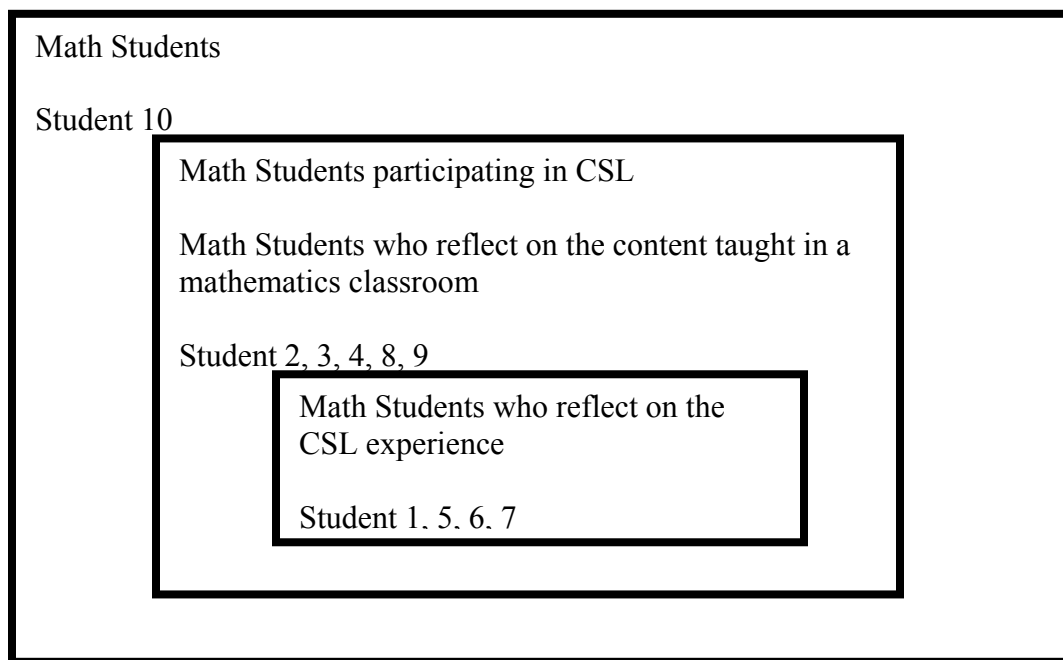 Math Students
Student 10
Math Students participating in CSL
Math Students who reflect on the content taught in a
mathematics classroom
Student 2, 3, 4, 8, 9
Math Students who reflect on the
CSL experience
Student 1, 5, 6, 7